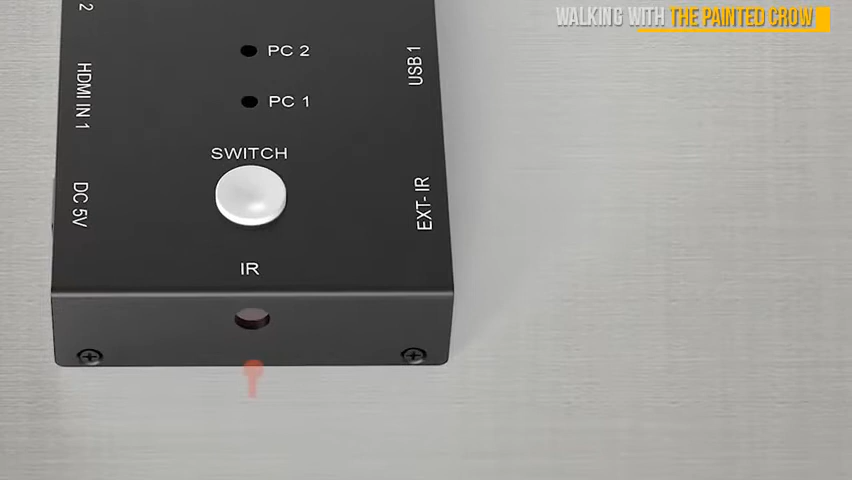 WALKING WITH THE PAINTED CROW
2
PC 2
HDMI IN 1
USB 1
PC 1
SWITCH
DC 5V
EXT- IR
IR